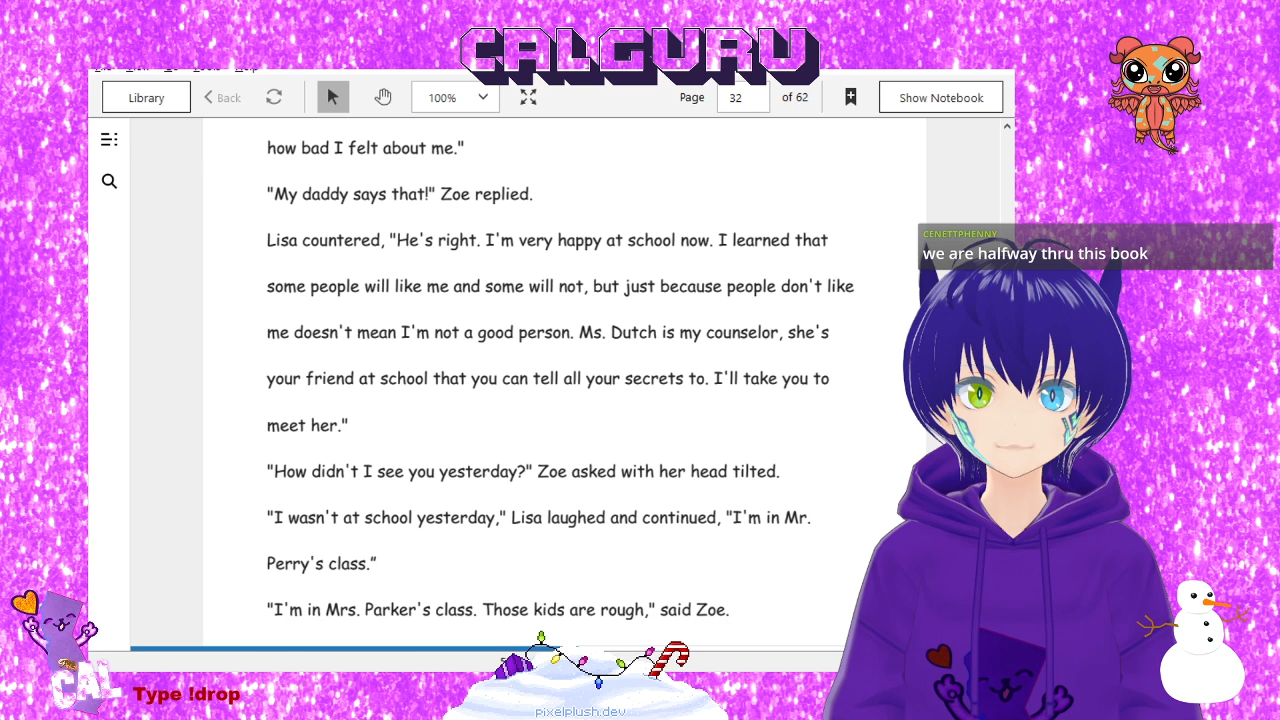 CALGURU
Library
Back
100%
Page
32
of 62
Show Notebook
how bad I felt about me."
"My daddy says that!" Zoe replied.
Lisa countered, "He's right. I'm very happy at school now. I learned that
some people will like me and some will not, but just because people don't like
me doesn't mean I'm not a good person. Ms. Dutch is my counselor, she's
your friend at school that you can tell all your secrets to. I'll take you to
meet her."
"How didn't I see you yesterday?" Zoe asked with her head tilted.
"I wasn't at school yesterday," Lisa laughed and continued, "I'm in Mr.
Perry's class."
"I'm in Mrs. Parker's class. Those kids are rough," said Zoe.
CENETTPHENNY
we are halfway thru this book
CAL
Type !drop
pixelplush.dev